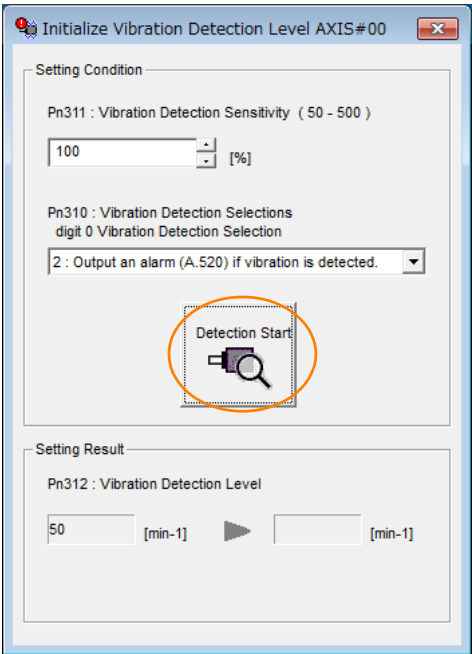 Initialize Vibration Detection Level AXIS#00
Setting Condition
Pn311 : Vibration Detection Sensitivity ( 50 - 500 )
100
[%]
Pn310 : Vibration Detection Selections
digit 0 Vibration Detection Selection
2 : Output an alarm (A.520) if vibration is detected.
Detection Start
Setting Result
Pn312 : Vibration Detection Level
50 [min-1] [min-1]